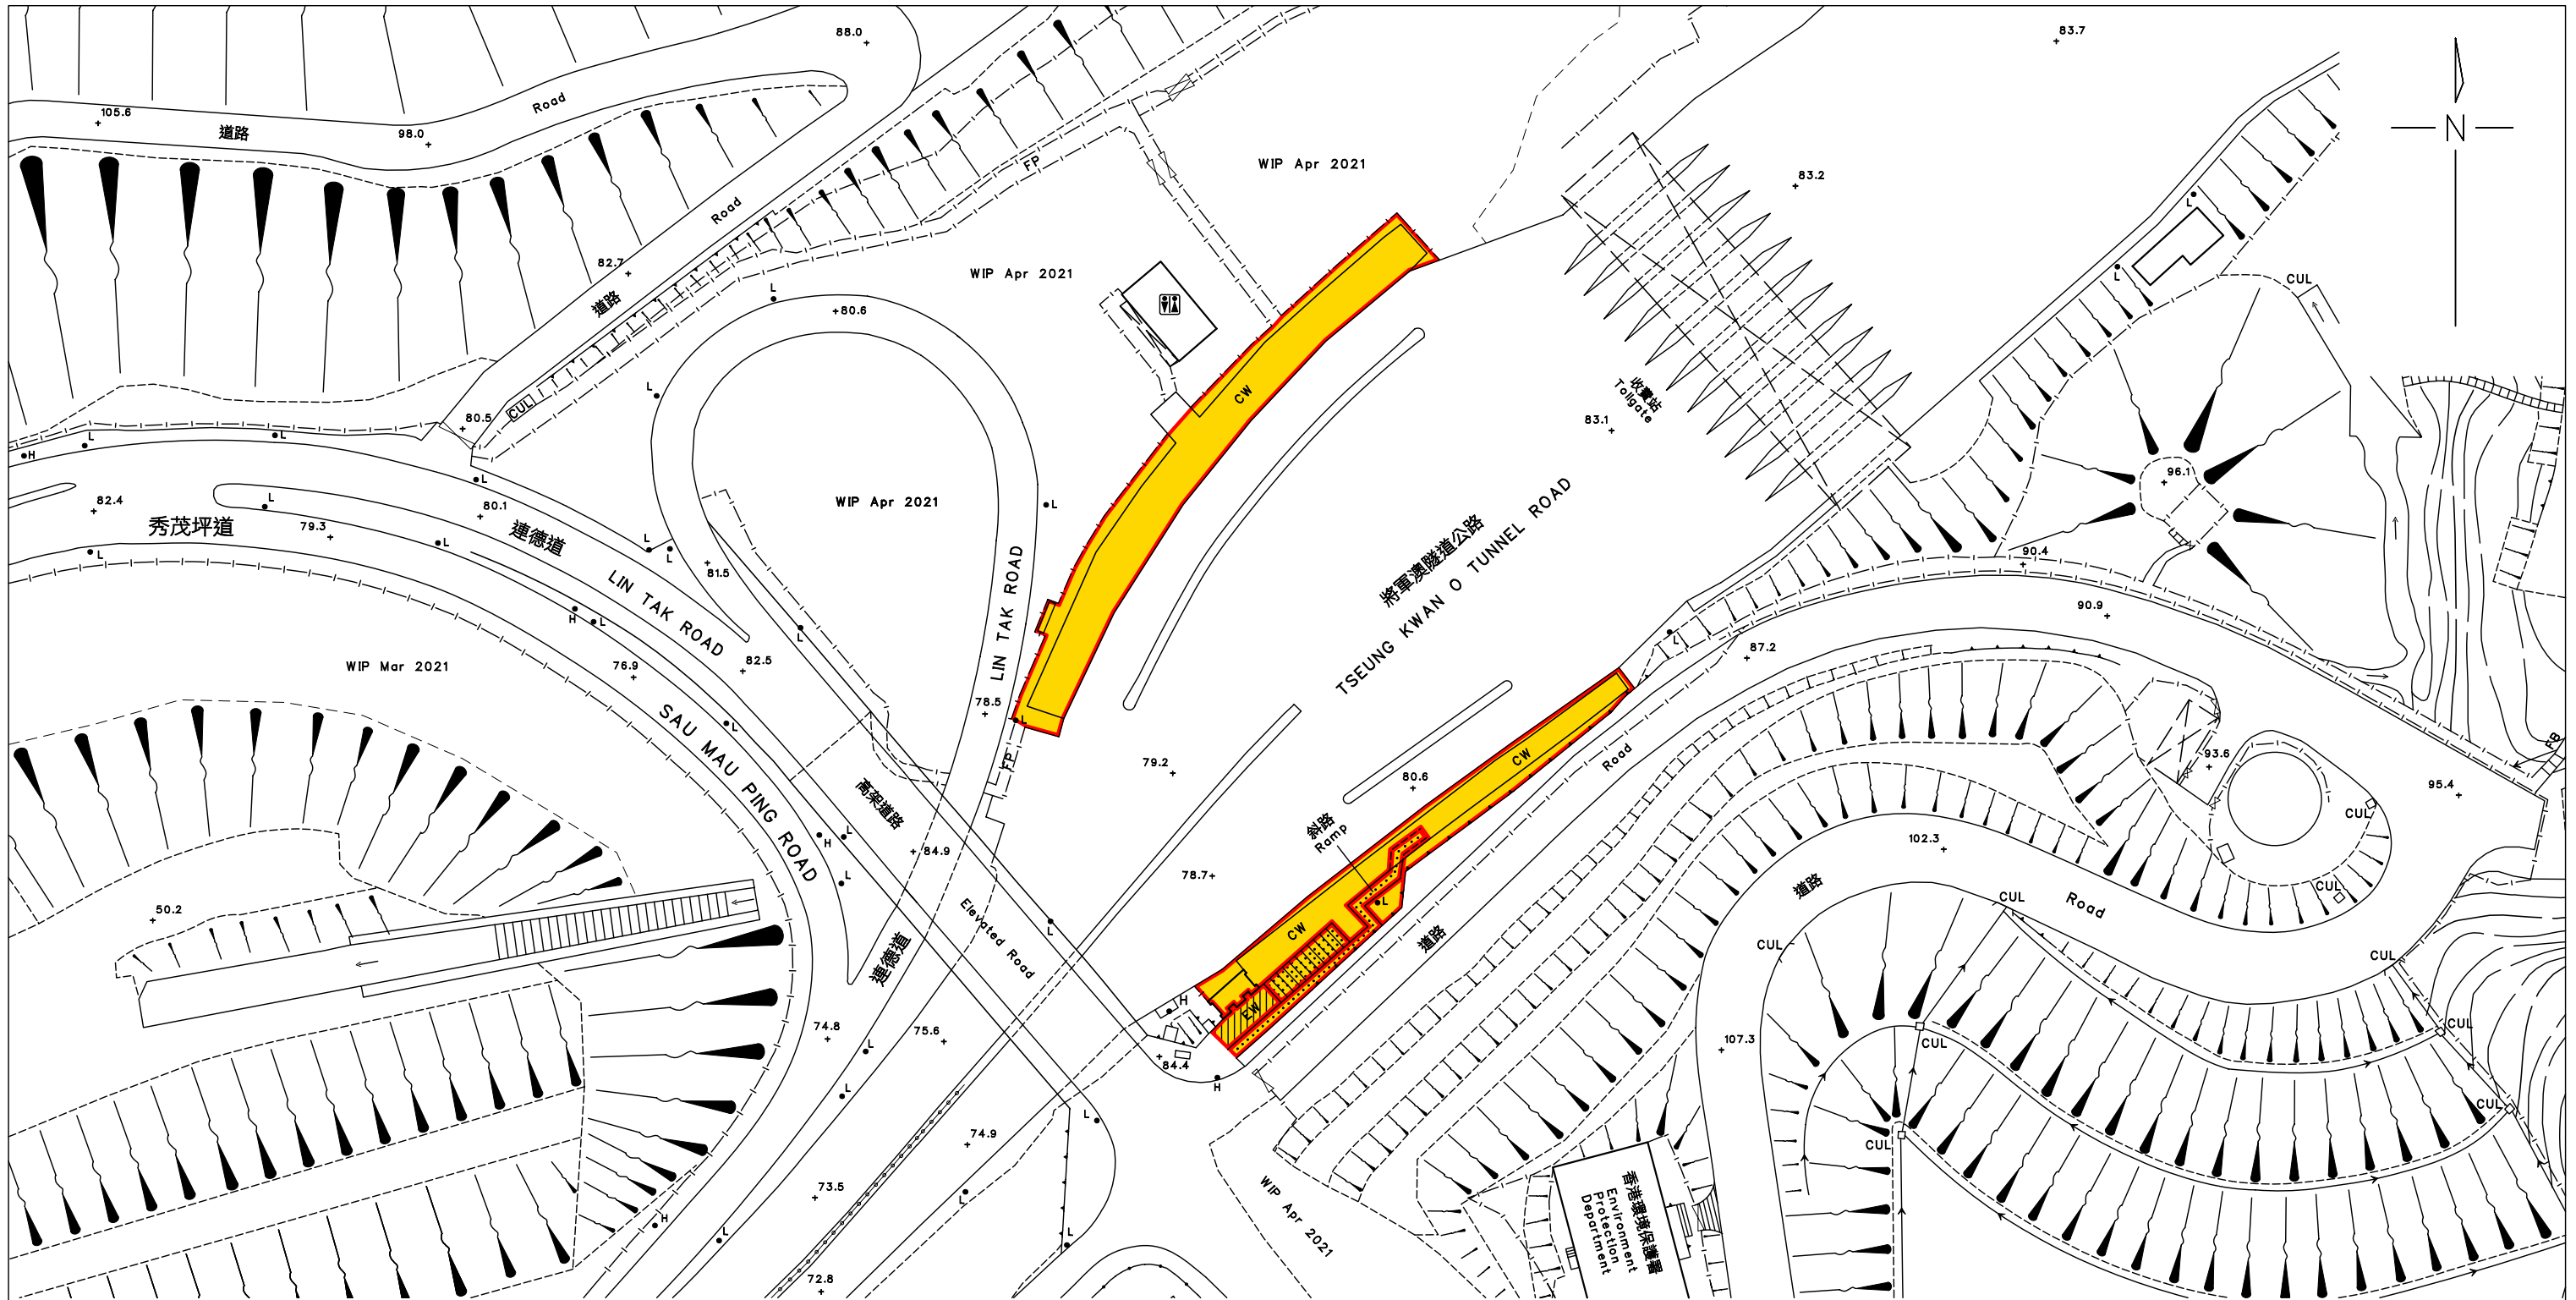 88.0
83.7
105.6
Road
道路
98.0
N
FP
WIP Apr 2021
83.2
L
Road
82.7
道路
WIP Apr 2021
L
CUL
L
80.6
收費站
Tollgate
83.1
CUL
80.5
CW
L
L
L
H
L
96.1
82.4
L
80.1
WIP Apr 2021
L
秀茂坪道
79.3
連德道
L
L
L
L
81.5
將軍澳隧道公路
TSEUNG KWAN O TUNNEL ROAD
90.4
LIN TAK ROAD
LIN TAK ROAD
90.9
H
L
L
L
87.2
WIP Mar 2021
76.9
82.5
78.5
L
SAU MAU PING ROAD
L
FP
79.2
CW
Road
80.6
93.6
RB
95.4
高架道路
斜路
Ramp
CUL
H
L
84.9
78.7
102.3
L
道路
Road
CUL
CUL
50.2
Elevated Road
L
L
CW
道路
CUL
CUL
連德道
H
EW
74.8
75.6
84.4
H
107.3
CUL
CUL
L
L
L
74.9
CUL
CUL
73.5
L
WIP Apr 2021
香港環境保護署
Environment
Protection
Department
H
L
L
72.8